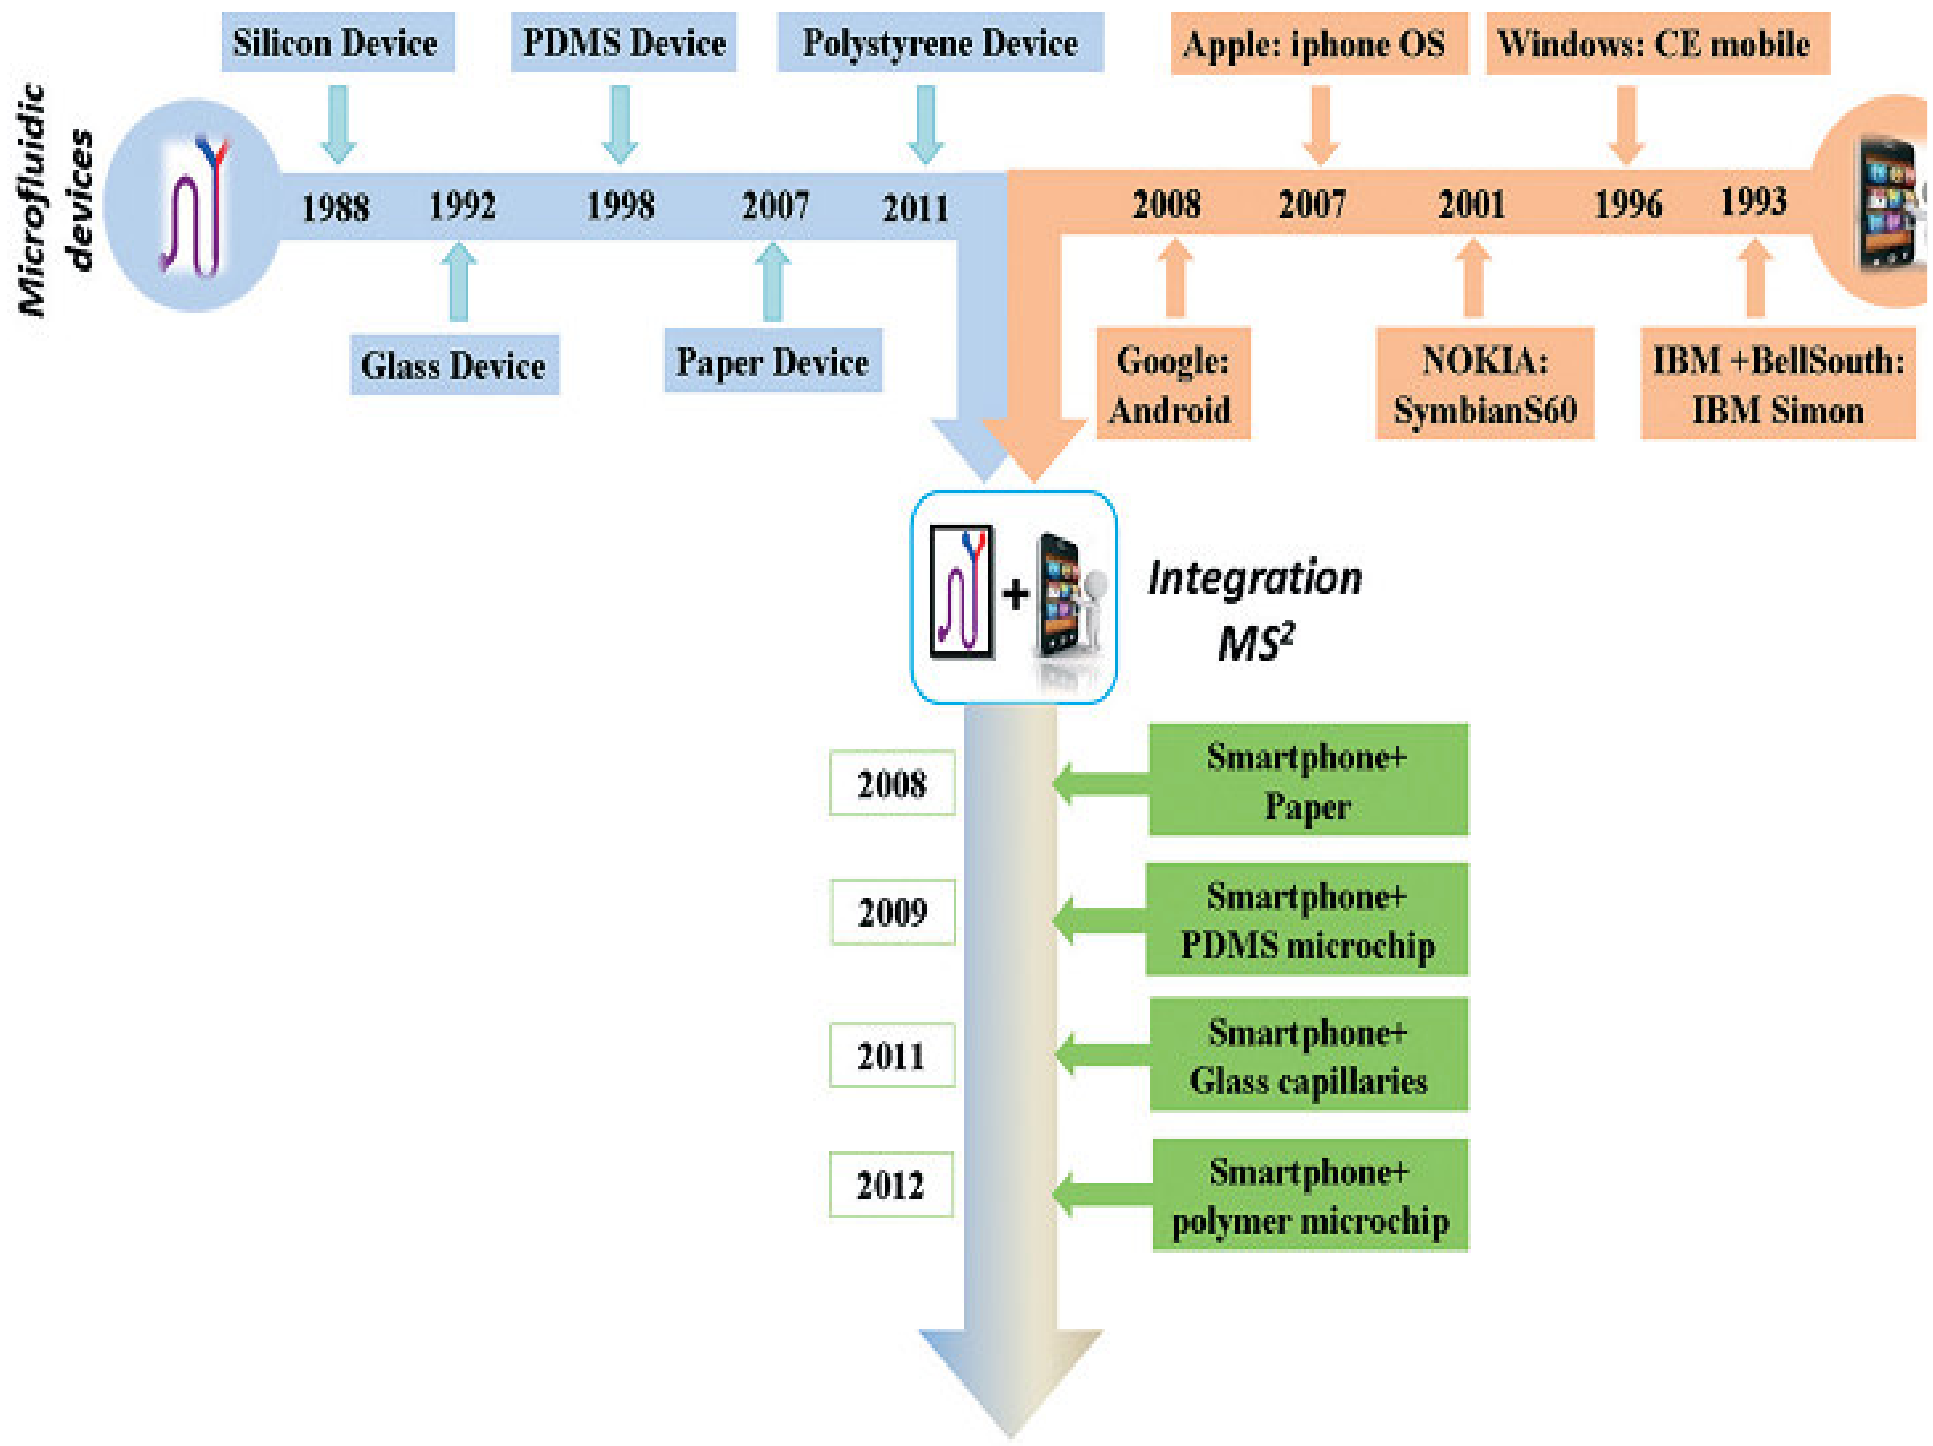 Microfluidic
devices
Silicon Device
PDMS Device
Polystyrene Device
Apple: iphone OS
Windows: CE mobile
1988
1992
1998
2007
2011
2008
2007
2001
1996
1993
Glass Device
Paper Device
Google:
Android
NOKIA:
SymbianS60
IBM +BellSouth:
IBM Simon
+
Integration
MS²
2008
Smartphone+
Paper
2009
Smartphone+
PDMS microchip
2011
Smartphone+
Glass capillaries
2012
Smartphone+
polymer microchip